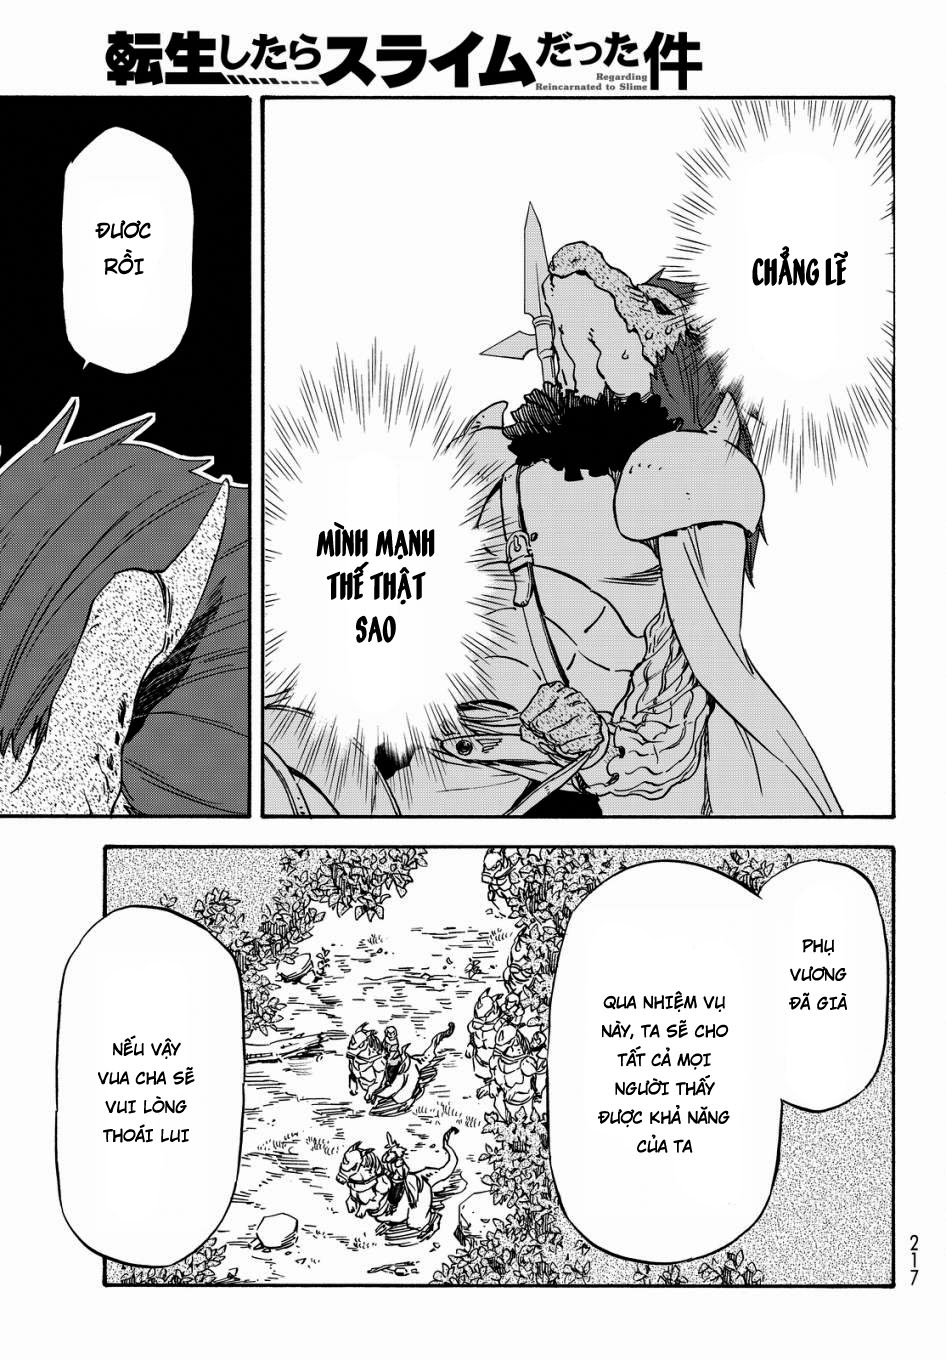 転生したらスライムだった件
Regarding
Reincarnated to Slime
CHẲNG LẼ
MÌNH MẠNH
THẾ THẬT
SAO
ĐƯƠC
RỒI
PHỤ
VƯƠNG
ĐÃ GIÀ
QUA NHIỆM VỤ
NÀY, TA SẼ CHO
TẤT CẢ MỌI
NGƯỜI THẤY
ĐƯỢC KHẢ NĂNG
CỦA TA
NẾU VẬY
VUA CHA SẼ
VUI LÒNG
THOÁI LUI
217